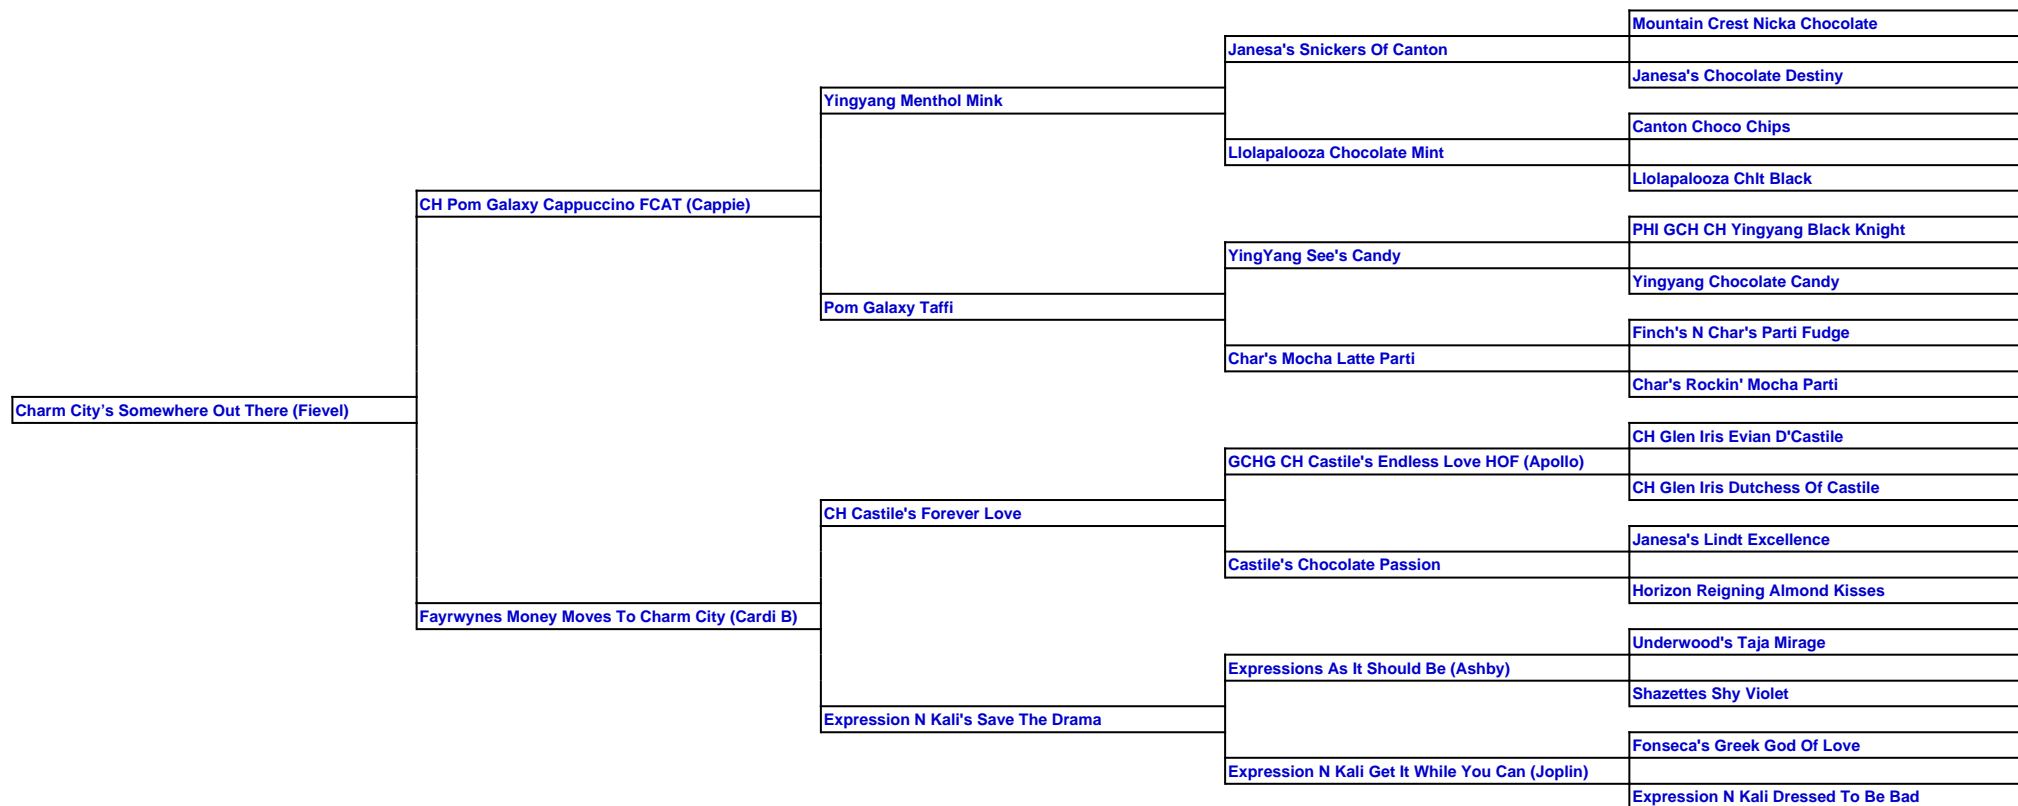 Mountain Crest Nicka Chocolate
Janesa's Snickers Of Canton
Janesa's Chocolate Destiny
Yingyang Menthol Mink
Canton Choco Chips
Llolapalooza Chocolate Mint
Llolapalooza Chlt Black
CH Pom Galaxy Cappuccino FCAT (Cappie)
PHI GCH CH Yingyang Black Knight
YingYang See's Candy
Yingyang Chocolate Candy
Pom Galaxy Taffi
Finch's N Char's Parti Fudge
Char's Mocha Latte Parti
Char's Rockin' Mocha Parti
Charm City’s Somewhere Out There (Fievel)
CH Glen Iris Evian D'Castile
GCHG CH Castile's Endless Love HOF (Apollo)
CH Glen Iris Dutchess Of Castile
CH Castile's Forever Love
Janesa's Lindt Excellence
Castile's Chocolate Passion
Horizon Reigning Almond Kisses
Fayrwynes Money Moves To Charm City (Cardi B)
Underwood's Taja Mirage
Expressions As It Should Be (Ashby)
Shazettes Shy Violet
Expression N Kali's Save The Drama
Fonseca's Greek God Of Love
Expression N Kali Get It While You Can (Joplin)
Expression N Kali Dressed To Be Bad